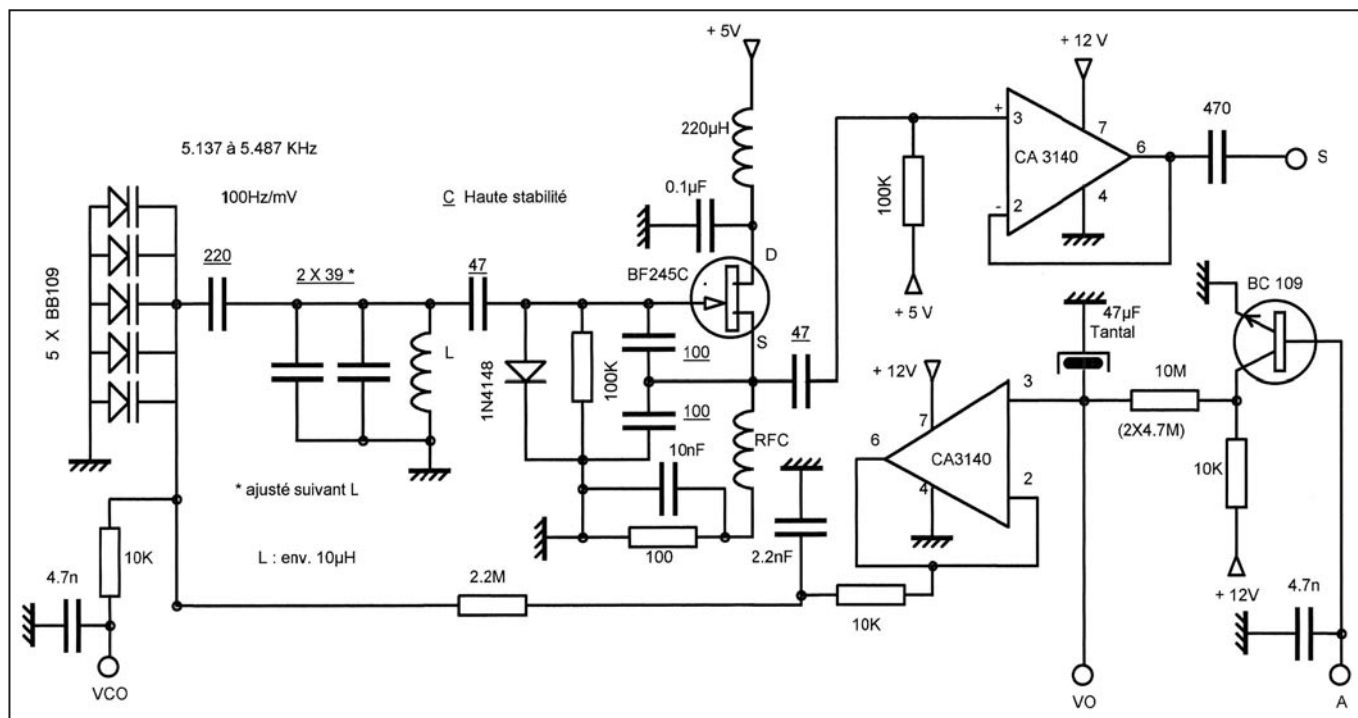 + 5V
+ 12 V
220µH
5.137 à 5.487 KHz
100Hz/mV
C Haute stabilité
0.1µF
D
BF245C
S
5 X BB109
220
2 X 39 *
47
L
1N4148
100K
100
100
10nF
RFC
47
100K
+ 5 V
+
3
7
CA 3140
6
2
-
4
470
S
BC 109
47µF
Tantal
+ 12V
3
7
6
CA3140
4
2
10M
(2X4.7M)
10K
+ 12V
* ajusté suivant L
L : env. 10µH
10K
4.7n
VCO
2.2M
100
2.2nF
10K
VO
4.7n
A